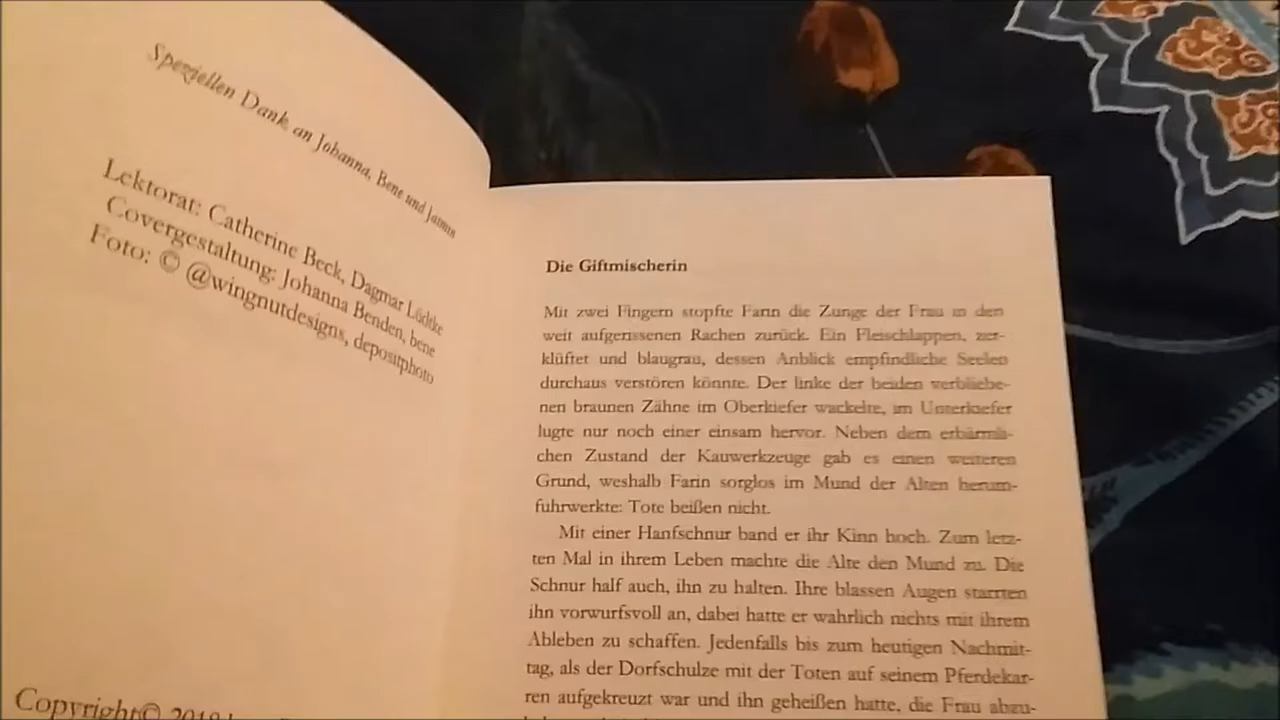 Speziellen Dank an Johanna, Bene und Jasmin
Lektorat: Catherine Beck, Dagmar Lüdtke
Covergestaltung: Johanna Benden, bene
Foto: © @wingnutdesigns, depositphoto
Copyright© 2018
Die Giftmischerin
Mit zwei Fingern stopfte Farin die Zunge der Frau in den
weit aufgerissenen Rachen zurück. Ein Fleischlappen, zer-
klüftet und blaugrau, dessen Anblick empfindliche Seelen
durchaus verstören könnte. Der linke der beiden verbliebe-
nen braunen Zähne im Oberkiefer wackelte, im Unterkiefer
lugte nur noch einer einsam hervor. Neben dem erbärmli-
chen Zustand der Kauwerkzeuge gab es einen weiteren
Grund, weshalb Farin sorglos im Mund der Alten herum-
fuhrwerkte: Tote beißen nicht.
Mit einer Hanfschnur band er ihr Kinn hoch. Zum letz-
ten Mal in ihrem Leben machte die Alte den Mund zu. Die
Schnur half auch, ihn zu halten. Ihre blassen Augen starrten
ihn vorwurfsvoll an, dabei hatte er wahrlich nichts mit ihrem
Ableben zu schaffen. Jedenfalls bis zum heutigen Nachmit-
tag, als der Dorfschulze mit der Toten auf seinem Pferdekar-
ren aufgekreuzt war und ihn geheißen hatte, die Frau abzu-